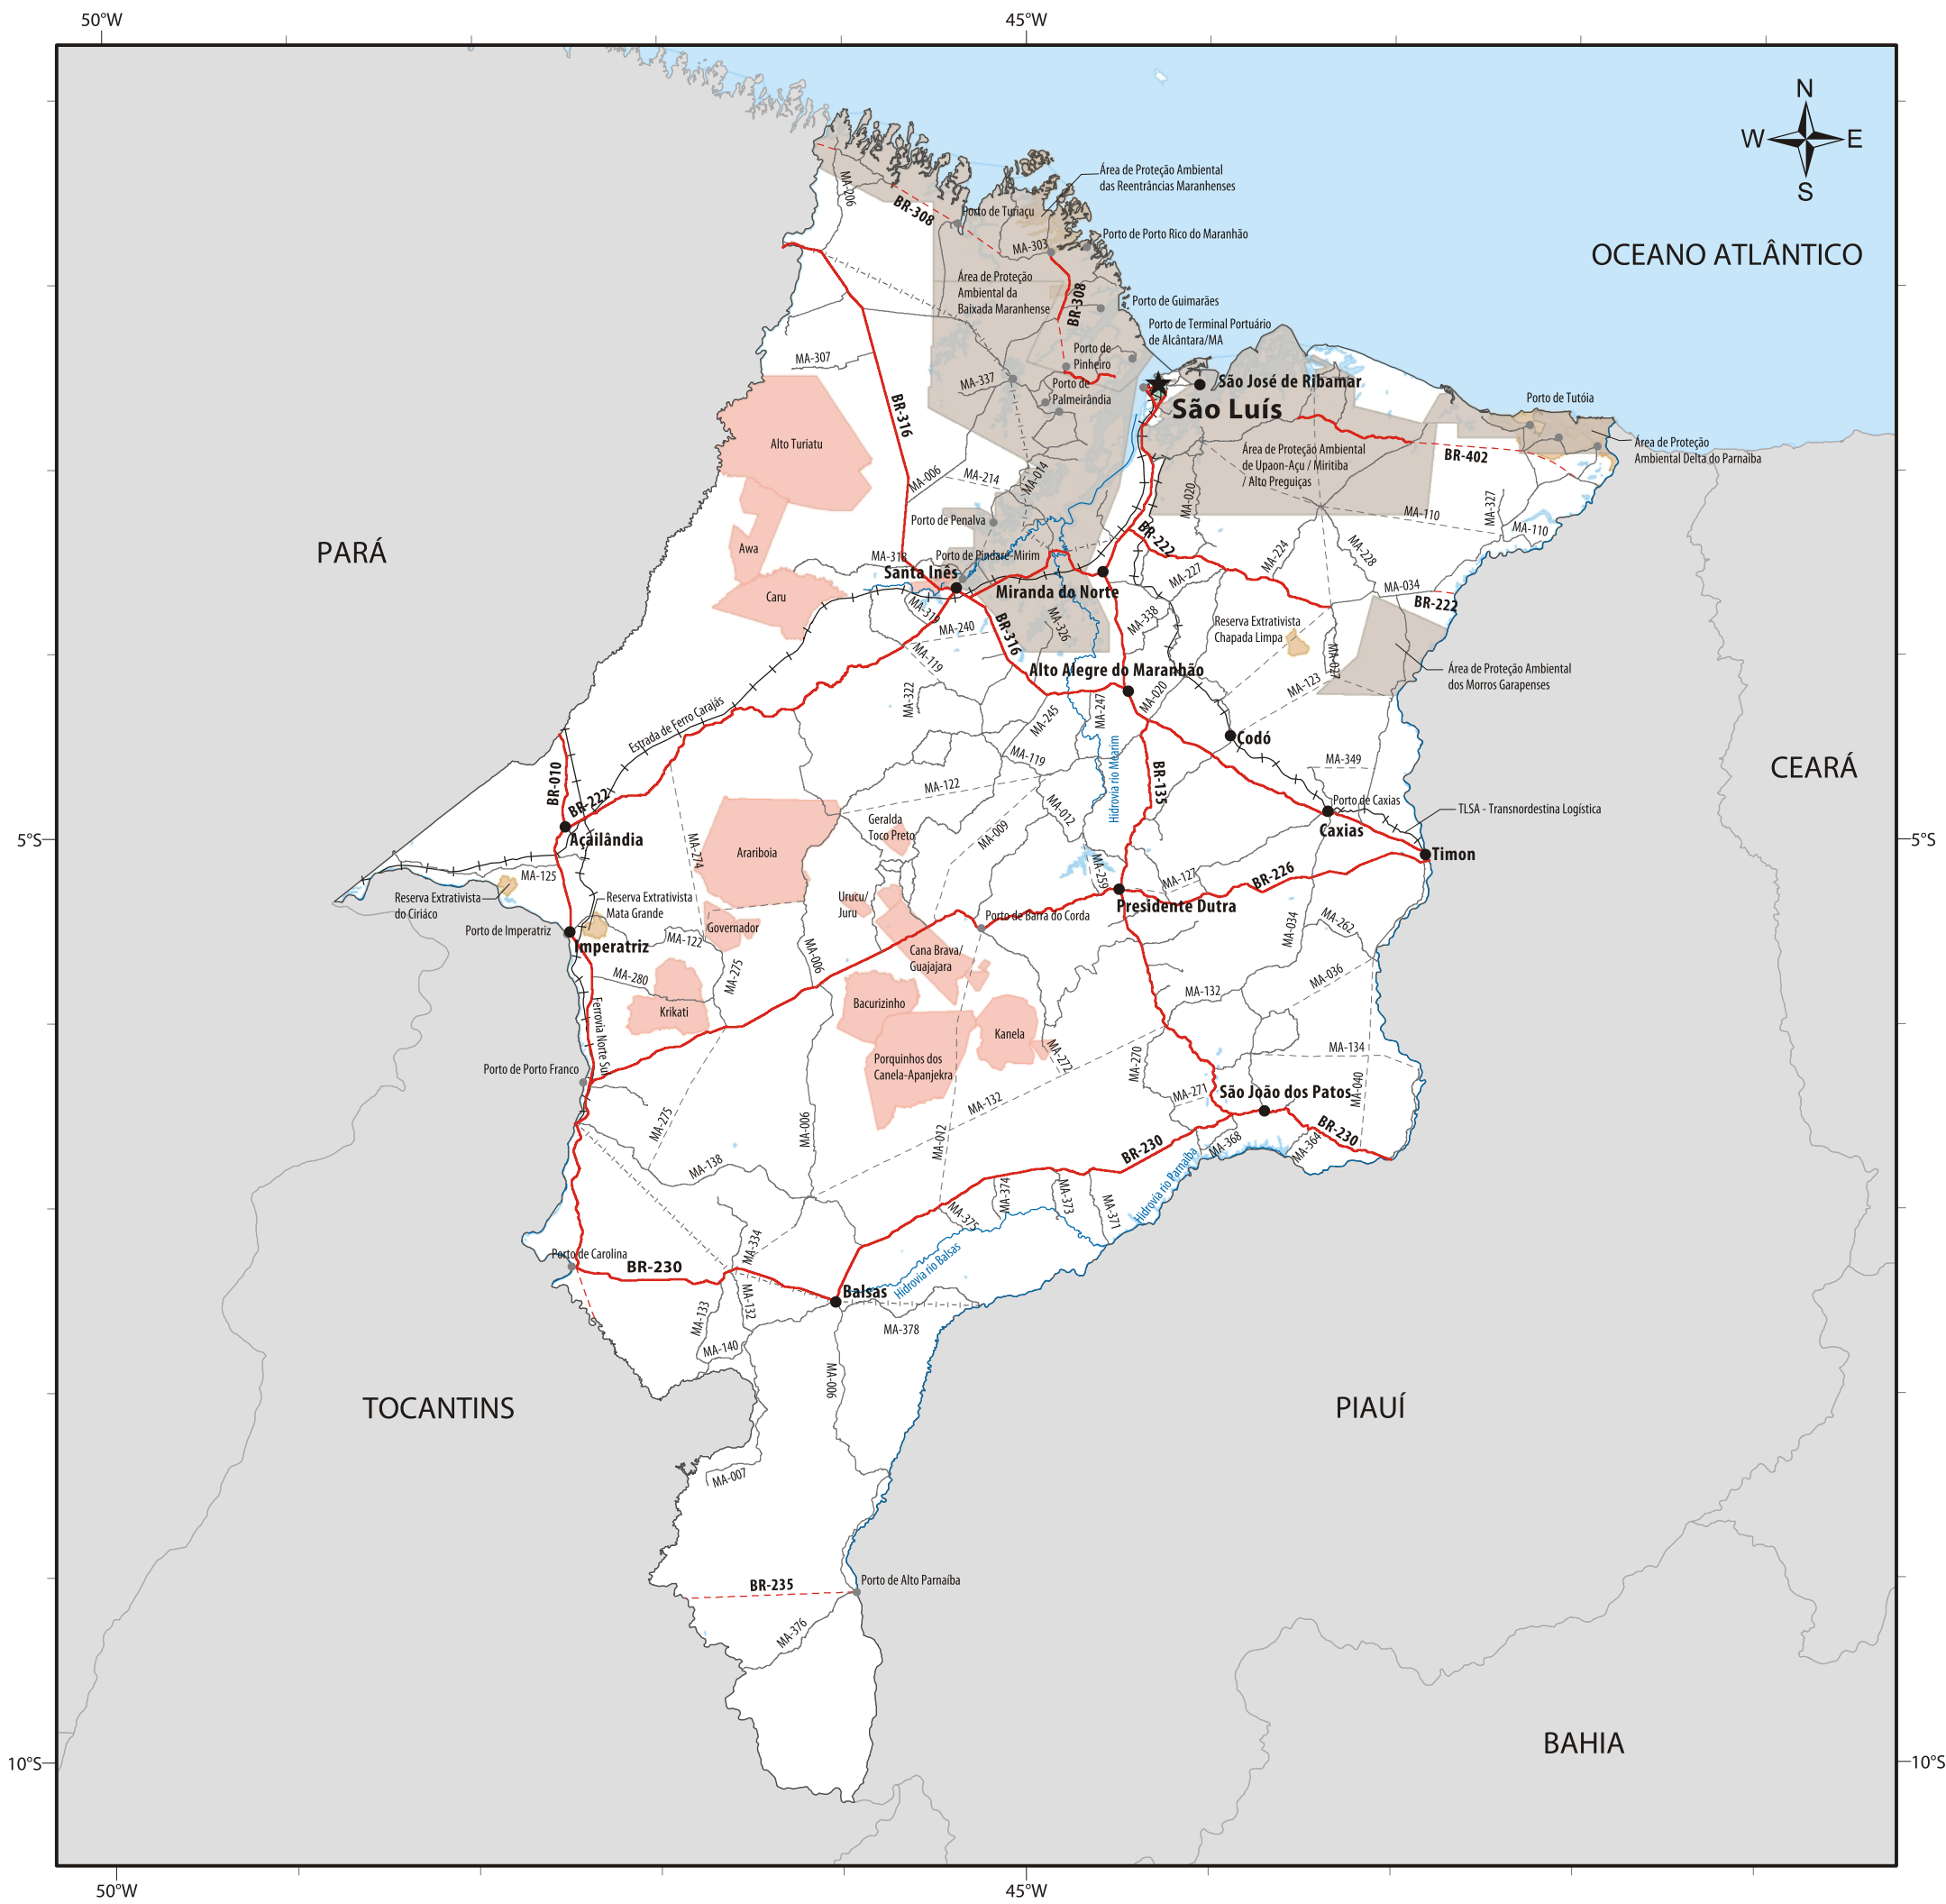 50°W
45°W
N
W
E
S
OCEANO ATLÂNTICO
MA-206
BR-308
Área de Proteção Ambiental
das Reentrâncias Maranhenses
Porto de Turiaçu
Porto de Porto Rico do Maranhão
MA-303
Área de Proteção
Ambiental da
Baixada Maranhense
BR-308
Porto de Guimarães
Porto de Terminal Portuário
de Alcântara/MA
MA-307
Porto de
Pinheiro
MA-337
Porto de
Palmeirândia
São José de Ribamar
São Luís
Porto de Tutóia
BR-316
Alto Turiatu
Área de Proteção
Ambiental Delta do Parnaiba
Área de Proteção Ambiental
de Upaon-Açu / Miritiba
/ Alto Preguiças
BR-402
MA-006
MA-214
MA-014
MA-020
MA-327
MA-110
MA-110
Porto de Penalva
PARÁ
Awa
MA-318
Porto de Pindaré-Mirim
BR-222
MA-224
MA-228
Santa Inês
Miranda do Norte
MA-227
MA-034
BR-222
Caru
MA-319
MA-240
BR-316
MA-326
MA-338
Reserva Extrativista
Chapada Limpa
MA-027
MA-119
Alto Alegre do Maranhão
Área de Proteção Ambiental
dos Morros Garapenses
MA-123
MA-322
MA-020
MA-247
MA-245
Estrada de Ferro Carajás
Codó
MA-119
MA-349
CEARÁ
BR-010
BR-222
MA-122
Hidrovia rio Mearim
BR-135
Porto de Caxias
TLSA - Transnordestina Logística
MA-012
MA-009
Geralda
Toco Preto
Caxias
5°S
5°S
Açailândia
MA-274
Arariboia
Timon
MA-125
MA-259
MA-127
BR-226
Reserva Extrativista
do Ciriáco
Reserva Extrativista
Mata Grande
Urucu/
Juru
Presidente Dutra
Porto de Barra do Corda
Porto de Imperatriz
Imperatriz
Governador
MA-122
MA-034
MA-262
MA-006
Cana Brava/
Guajajara
MA-280
MA-275
MA-036
MA-132
Bacurizinho
Krikati
Ferrovia Norte Sul
Kanela
MA-272
MA-134
Porquinhos dos
Canela-Apanjekra
MA-270
Porto de Porto Franco
MA-040
MA-271
São João dos Patos
MA-132
MA-275
MA-006
MA-012
BR-230
MA-368
MA-364
BR-230
MA-138
Hidrovia rio Parnaíba
MA-374
MA-373
MA-371
MA-375
MA-334
Porto de Carolina
BR-230
Hidrovia rio Balsas
Balsas
MA-133
MA-132
MA-378
MA-140
MA-006
TOCANTINS
PIAUÍ
MA-007
BR-235
Porto de Alto Parnaíba
MA-376
BAHIA
10°S
10°S
50°W
45°W